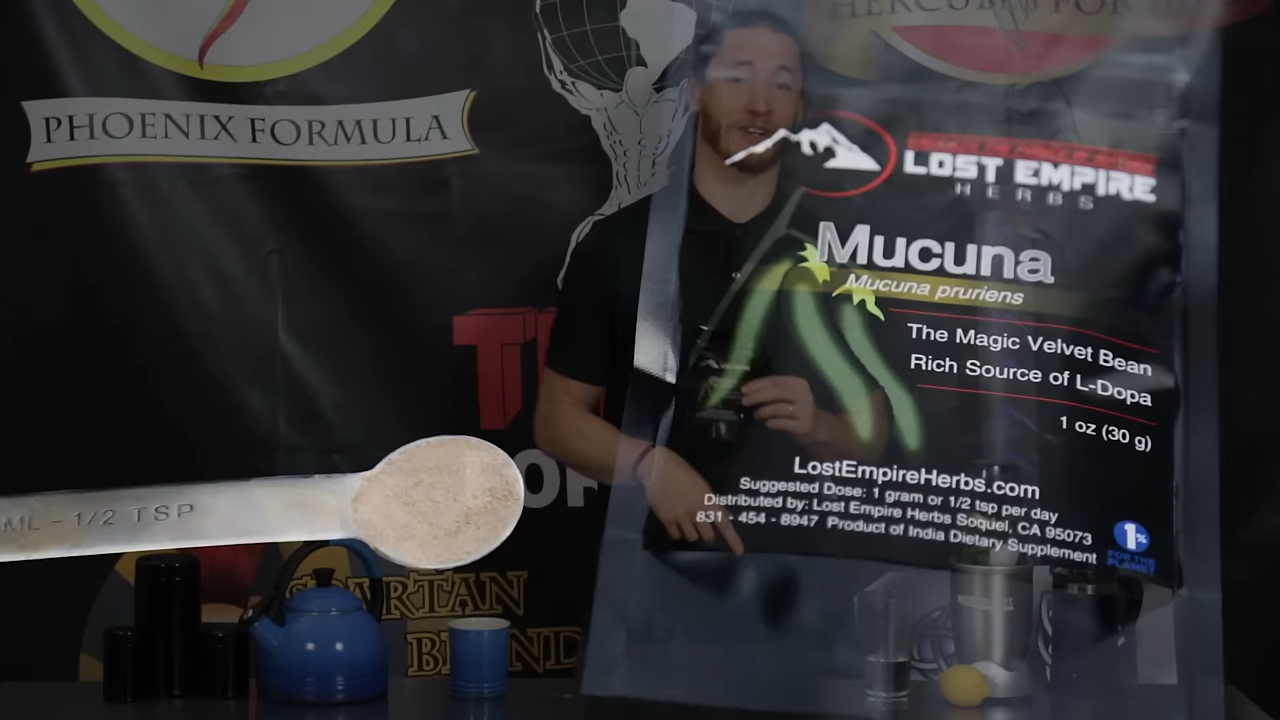 HERCULES FOR
PHOENIX FORMULA
LOST EMPIRE
HERBS
Mucuna
Mucuna pruriens
The Magic Velvet Bean
Rich Source of L-Dopa
1 oz (30 g)
LostEmpireHerbs.com
Suggested Dose: 1 gram or 1/2 tsp per day
Distributed by: Lost Empire Herbs Soquel, CA 95073
831 - 454 - 8947 Product of India Dietary Supplement
1%
FOR THE
PLANET
ML - 1/2 TSP
SPARTAN
BLEND